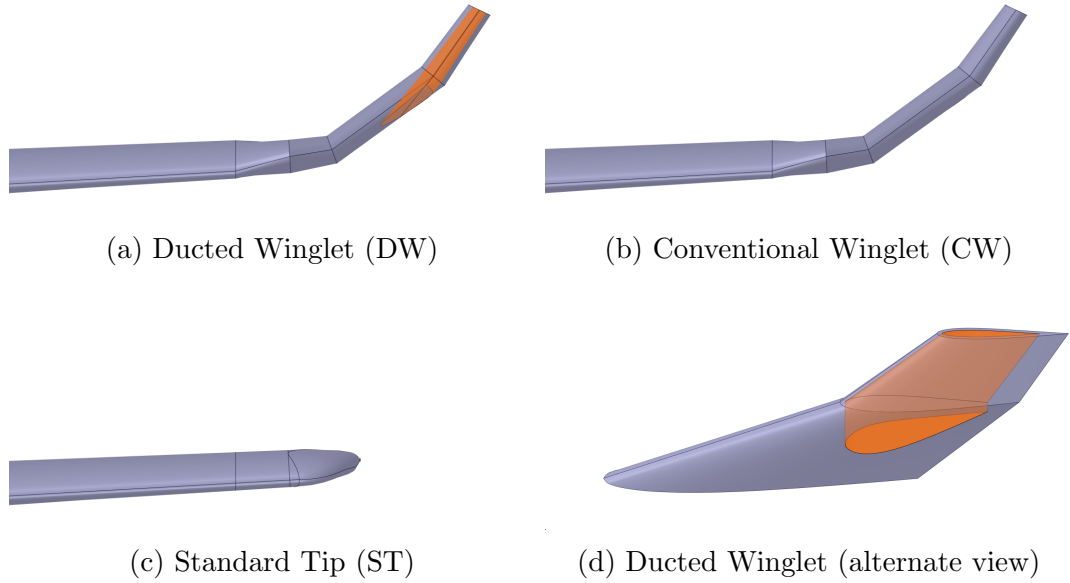 (a) Ducted Winglet (DW)
(b) Conventional Winglet (CW)
(c) Standard Tip (ST)
(d) Ducted Winglet (alternate view)